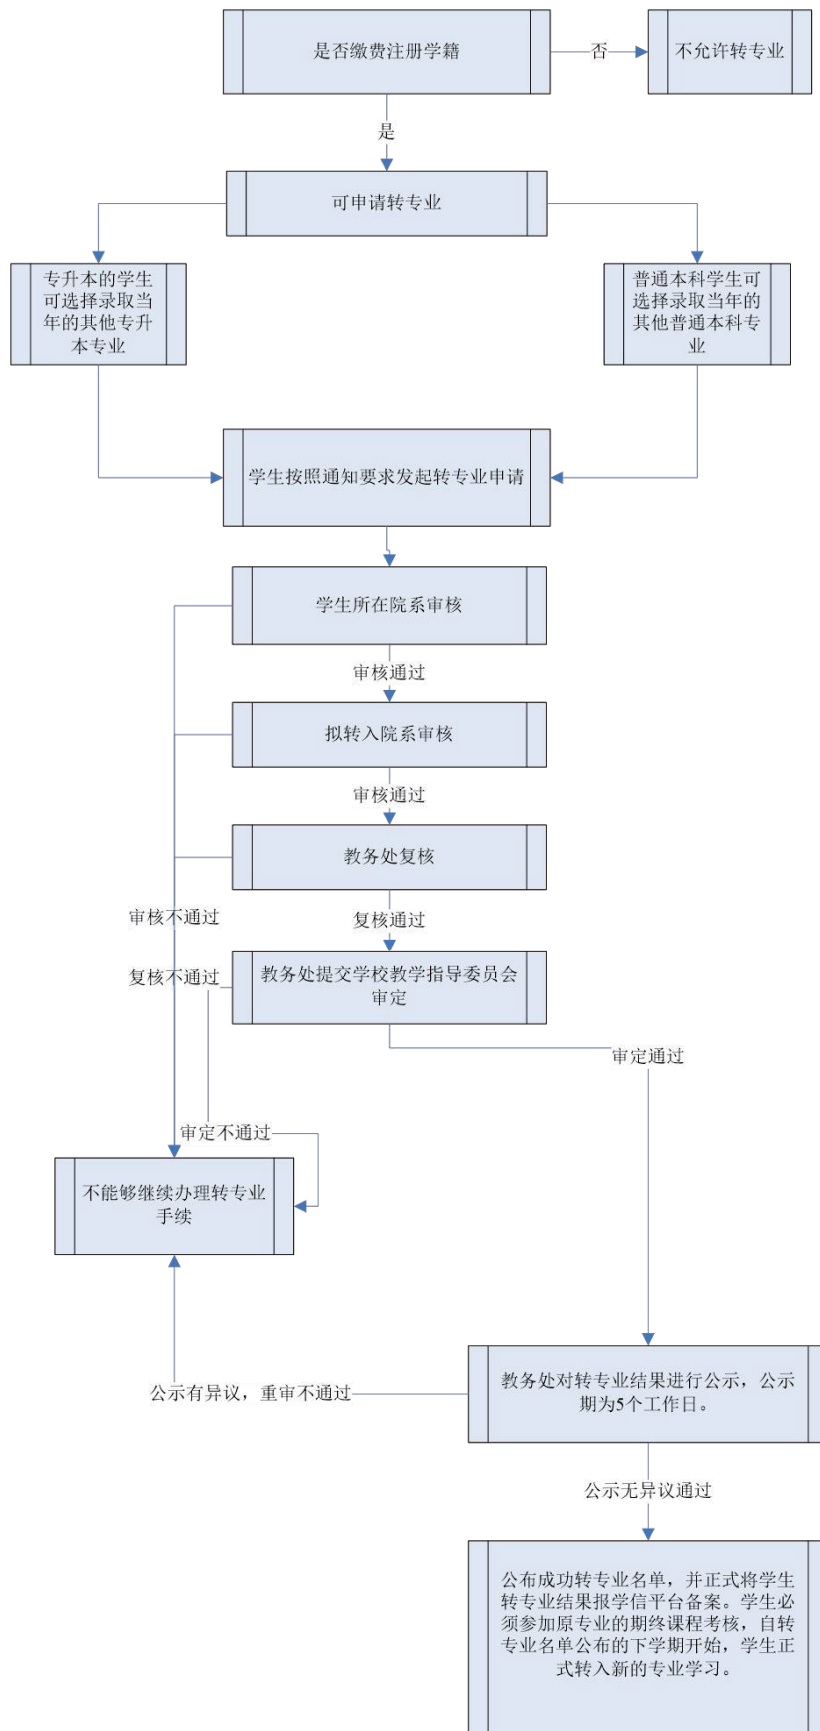 是否缴费注册学籍
否
不允许转专业
是
可申请转专业
专升本的学生
可选择录取当
年的其他专升
本专业
普通本科学生可
选择录取当年的
其他普通本科专
业
学生按照通知要求发起转专业申请
学生所在院系审核
审核通过
拟转入院系审核
审核通过
教务处复核
审核不通过
复核通过
复核不通过
教务处提交学校教学指导委员会
审定
审定通过
审定不通过
不能够继续办理转专业
手续
教务处对转专业结果进行公示，公示
期为5个工作日。
公示有异议，重审不通过
公示无异议通过
公布成功转专业名单，并正式将学生
转专业结果报学信平台备案。学生必
须参加原专业的期终课程考核，自转
专业名单公布的下学期开始，学生正
式转入新的专业学习。